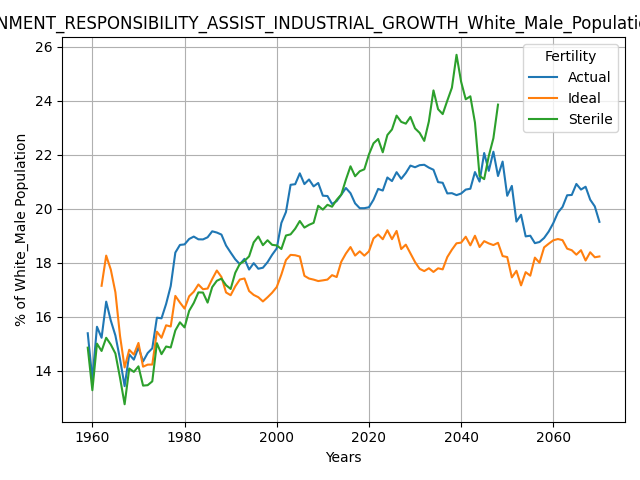 NMENT_RESPONSIBILITY_ASSIST_INDUSTRIAL_GROWTH_White_Male_Populatio
Fertility
Actual
Ideal
Sterile
% of White_Male Population
26
24
22
20
18
16
14
1960
1980
2000
2020
2040
2060
Years